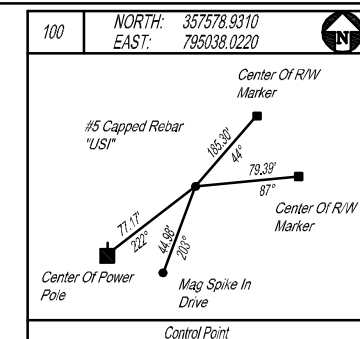 100
NORTH: 357578.9310
EAST: 795038.0220
N
Center Of R/W
Marker
#5 Capped Rebar
"USI"
185.30'
44°
79.39'
87°
Center Of R/W
Marker
77.17'
222°
44.98'
203°
Center Of Power
Pole
Mag Spike In
Drive
Control Point